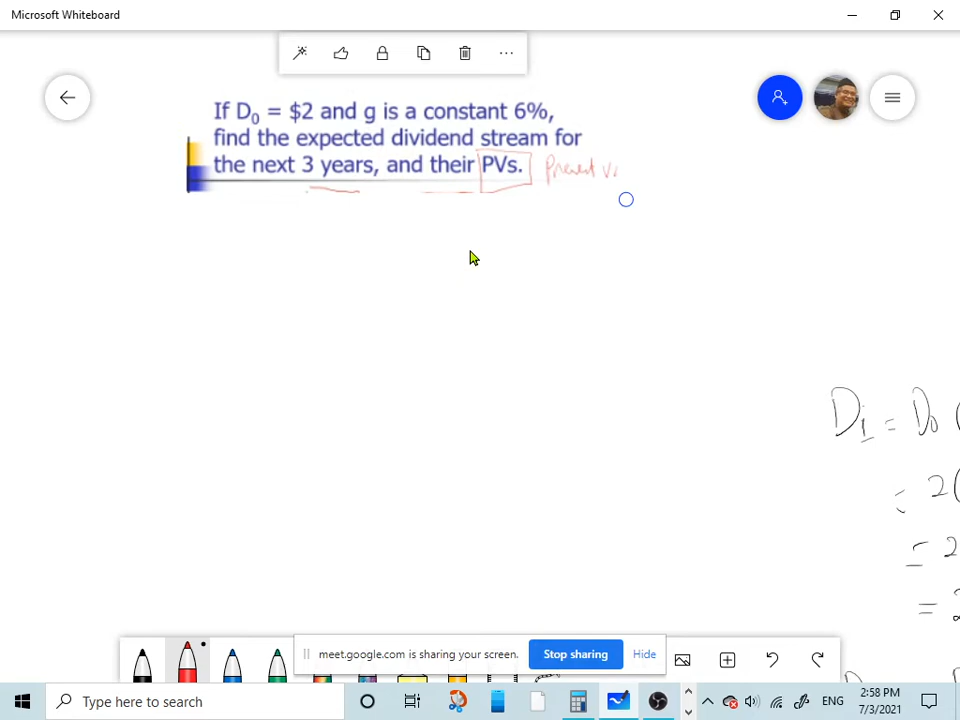 Microsoft Whiteboard
If D0 = $2 and g is a constant 6%,
find the expected dividend stream for
the next 3 years, and their PVs. Present
D1 = D0 (
= 2(
= 2
=
meet.google.com is sharing your screen.
Stop sharing
Hide
Type here to search
ENG
2:58 PM
7/3/2021